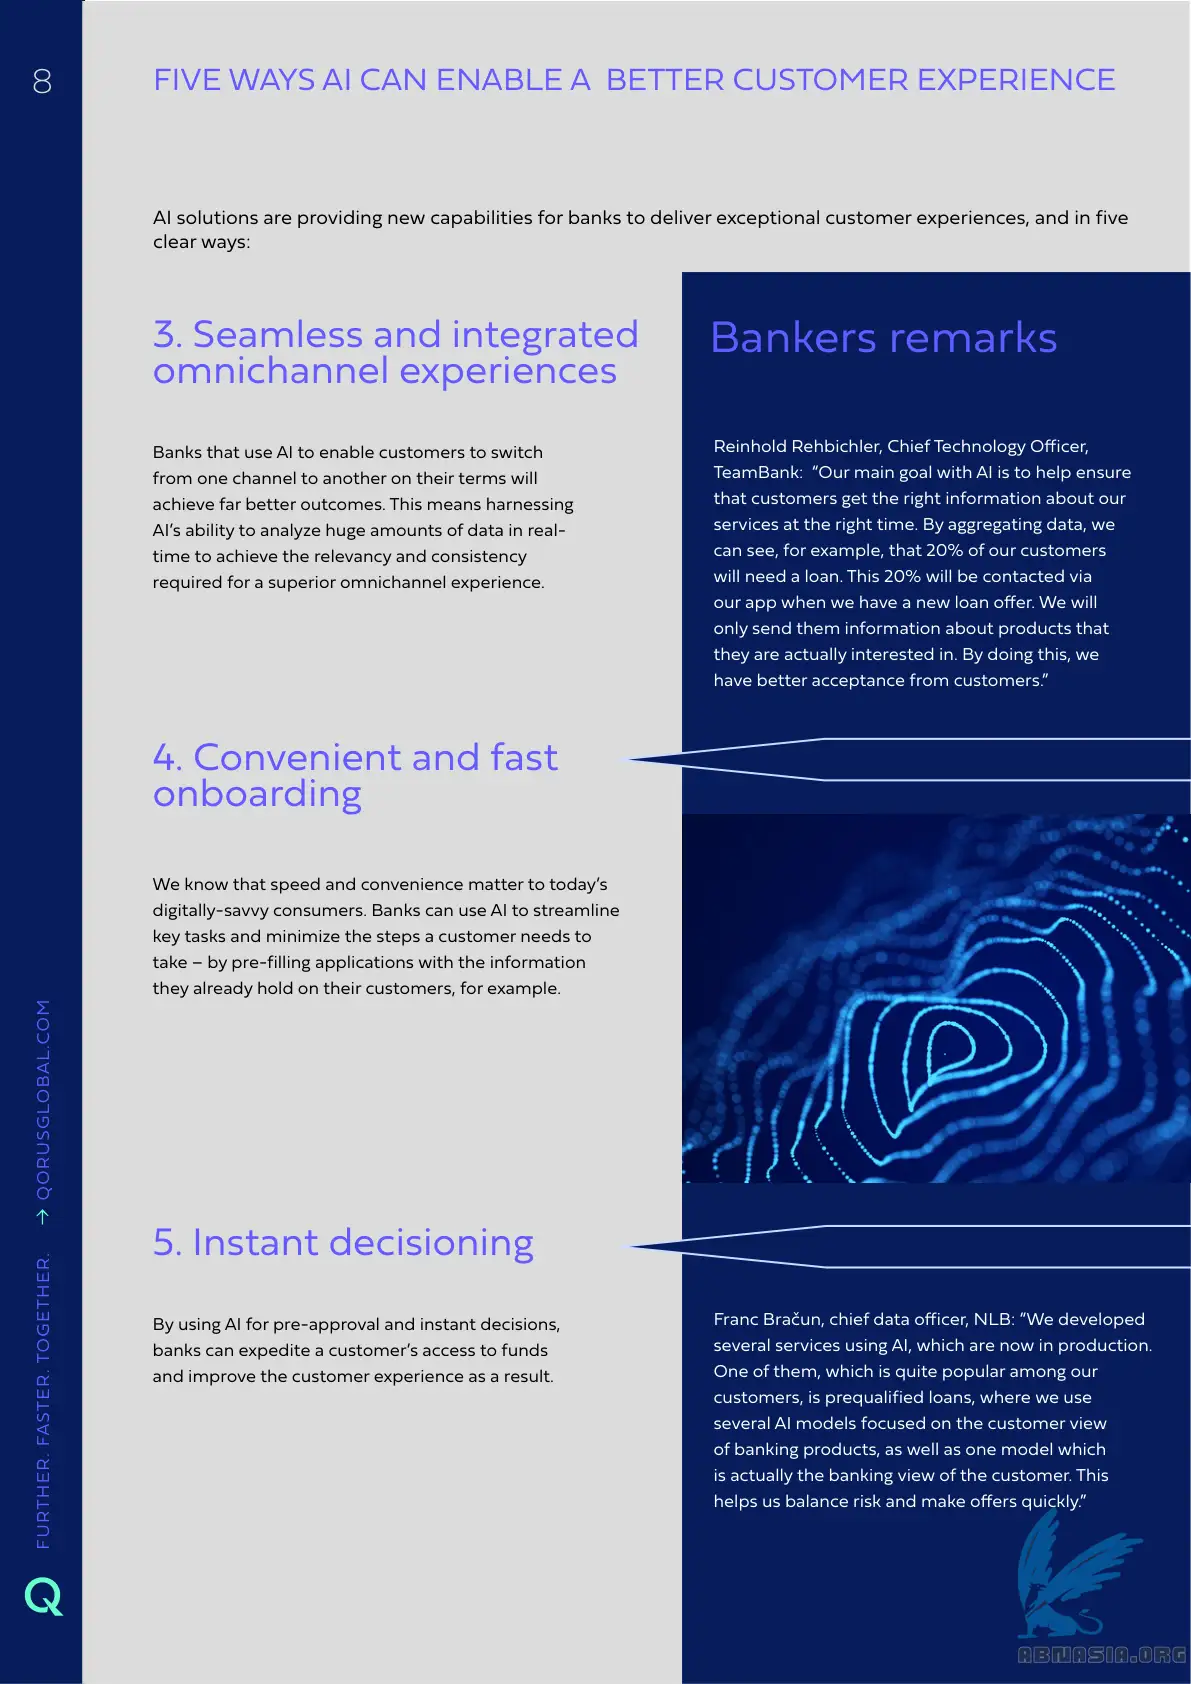 8
FIVE WAYS AI CAN ENABLE A  BETTER CUSTOMER EXPERIENCE
AI solutions are providing new capabilities for banks to deliver exceptional customer experiences, and in five
clear ways:
3. Seamless and integrated
omnichannel experiences
Banks that use AI to enable customers to switch
from one channel to another on their terms will
achieve far better outcomes. This means harnessing
AI’s ability to analyze huge amounts of data in real-
time to achieve the relevancy and consistency
required for a superior omnichannel experience.
4. Convenient and fast
onboarding
We know that speed and convenience matter to today’s
digitally-savvy consumers. Banks can use AI to streamline
key tasks and minimize the steps a customer needs to
take – by pre-filling applications with the information
they already hold on their customers, for example.
5. Instant decisioning
By using AI for pre-approval and instant decisions,
banks can expedite a customer’s access to funds
and improve the customer experience as a result.
Bankers remarks
Reinhold Rehbichler, Chief Technology Officer,
TeamBank:  “Our main goal with AI is to help ensure
that customers get the right information about our
services at the right time. By aggregating data, we
can see, for example, that 20% of our customers
will need a loan. This 20% will be contacted via
our app when we have a new loan offer. We will
only send them information about products that
they are actually interested in. By doing this, we
have better acceptance from customers.”
Franc Bračun, chief data officer, NLB: “We developed
several services using AI, which are now in production.
One of them, which is quite popular among our
customers, is prequalified loans, where we use
several AI models focused on the customer view
of banking products, as well as one model which
is actually the banking view of the customer. This
helps us balance risk and make offers quickly.”
FURTHER. FASTER. TOGETHER. → QORUSGLOBAL.COM
Q
ABNASIA.ORG